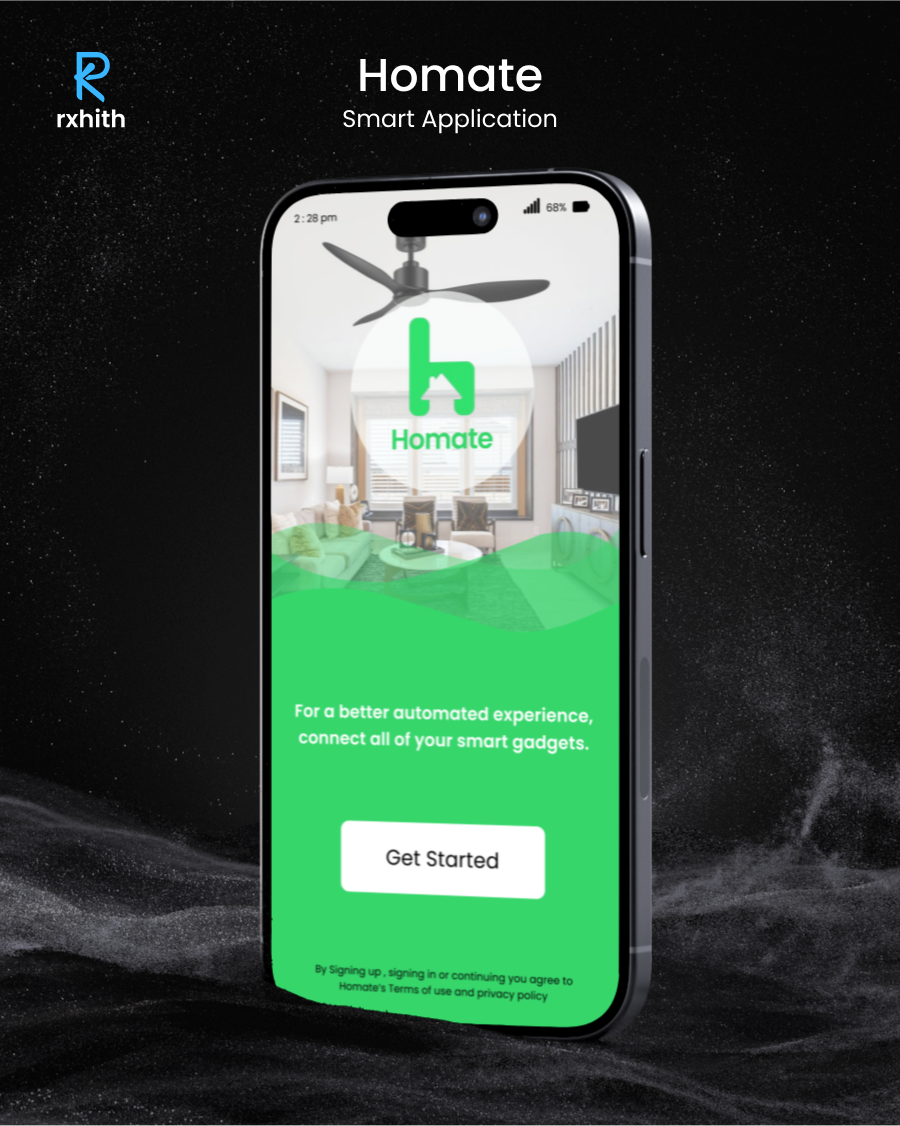 rxhith
Homate
Smart Application
2:28 pm
68%
Homate
For a better automated experience,
connect all of your smart gadgets.
Get Started
By Signing up , signing in or continuing you agree to
Homate's Terms of use and privacy policy